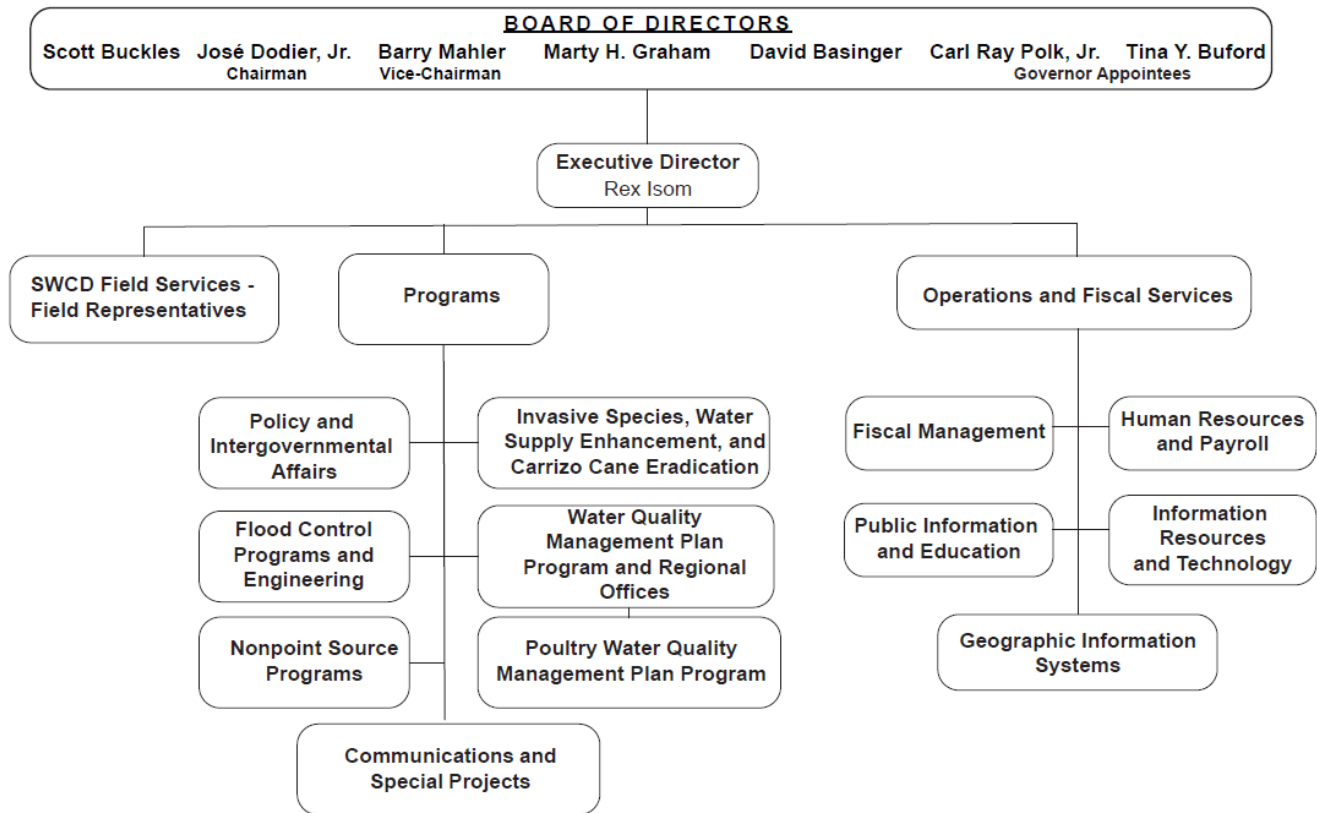 BOARD OF DIRECTORS
Scott Buckles José Dodier, Jr. Barry Mahler Marty H. Graham David Basinger Carl Ray Polk, Jr. Tina Y. Buford
Chairman Vice-Chairman Governor Appointees
Executive Director
Rex Isom
SWCD Field Services -
Field Representatives
Programs
Operations and Fiscal Services
Policy and
Intergovernmental
Affairs
Invasive Species, Water
Supply Enhancement, and
Carrizo Cane Eradication
Fiscal Management
Human Resources
and Payroll
Flood Control
Programs and
Engineering
Water Quality
Management Plan
Program and Regional
Offices
Public Information
and Education
Information
Resources
and Technology
Nonpoint Source
Programs
Poultry Water Quality
Management Plan Program
Geographic Information
Systems
Communications and
Special Projects